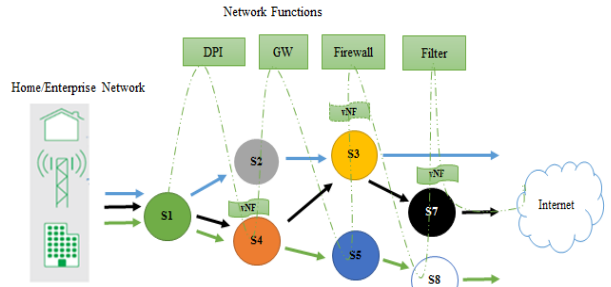 Network Functions
DPI
GW
Firewall
Filter
Home/Enterprise Network
vNF
S2
S3
vNF
vNF
S1
S4
S7
Internet
S5
S8